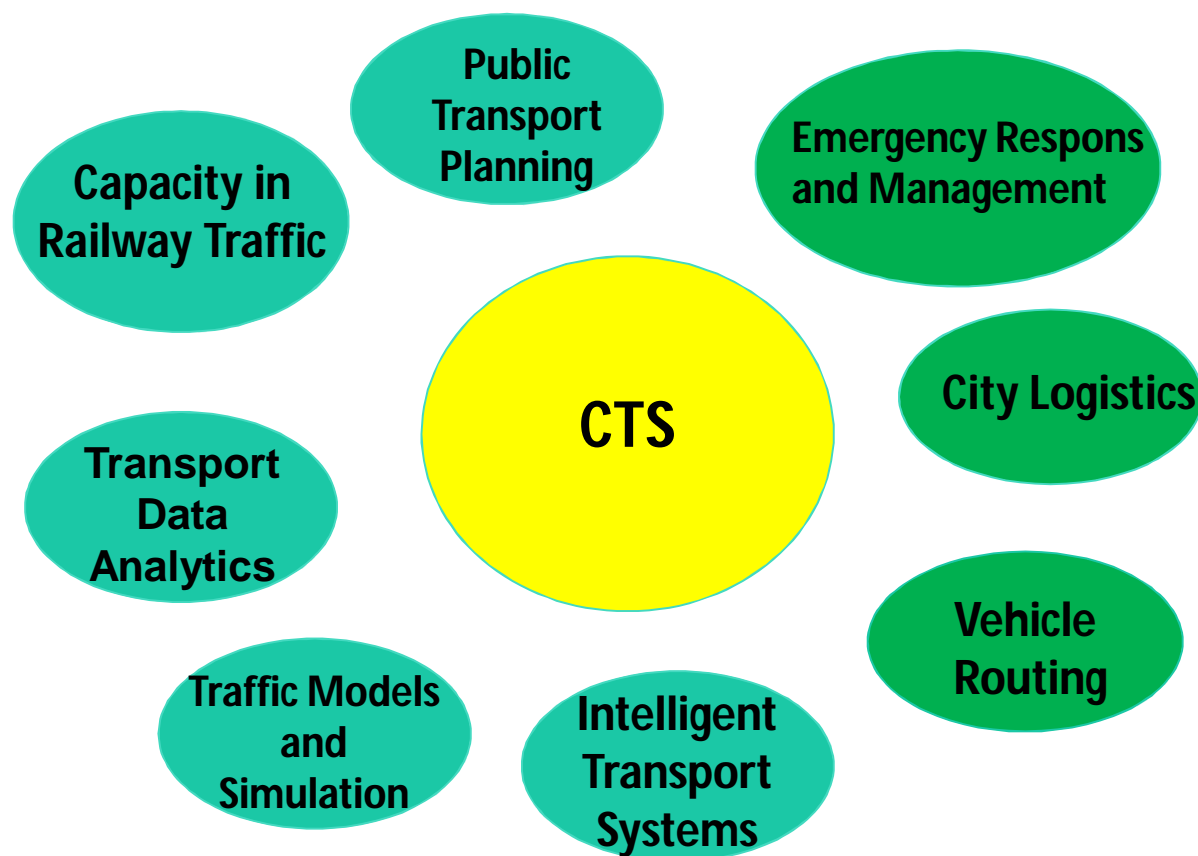 Public
Transport
Planning
Emergency Respons
and Management
Capacity in
Railway Traffic
City Logistics
CTS
Transport
Data
Analytics
Vehicle
Routing
Traffic Models
and
Simulation
Intelligent
Transport
Systems